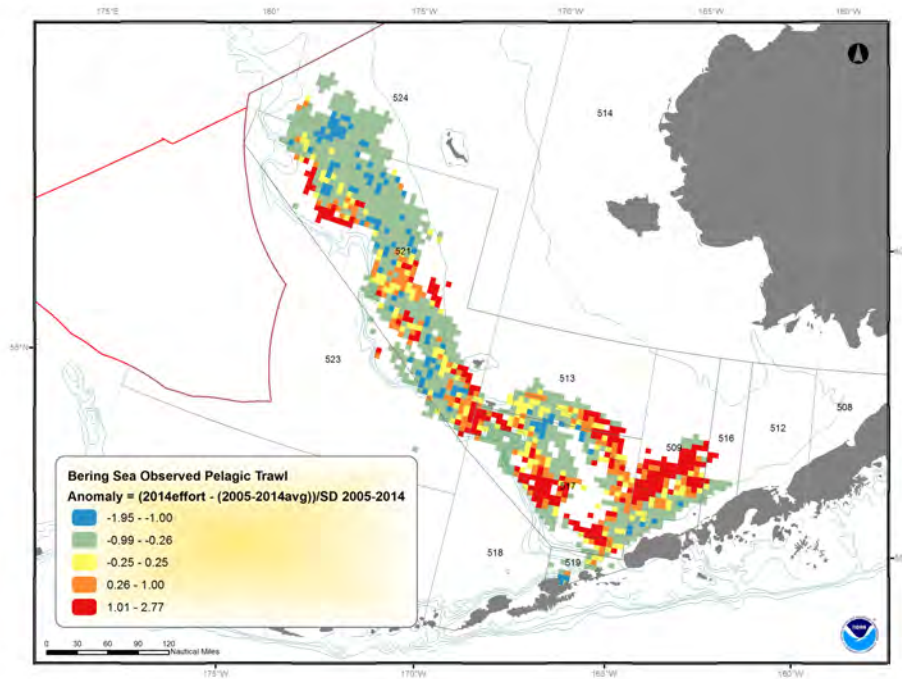 175°E 180° 175°W 170°W 165°W 160°W
524
514
521
55°N
523
513
508
516
512
509
517
518
519
Bering Sea Observed Pelagic Trawl
Anomaly = (2014effort - (2005-2014avg))/SD 2005-2014
-1.95 - -1.00
-0.99 - -0.26
-0.25 - 0.25
0.26 - 1.00
1.01 - 2.77
0 30 60 90 120
Nautical Miles
NOAA
175°W 170°W 165°W 160°W